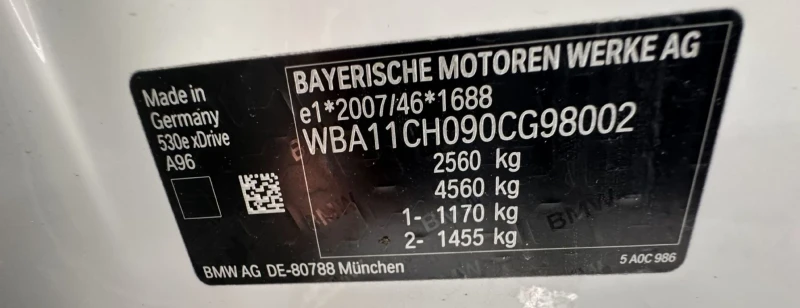 BAYERISCHE MOTOREN WERKE AG
e1*2007/46*1688
WBA11CH090CG98002
2560 kg
4560 kg
1- 1170 kg
2- 1455 kg
Made in
Germany
530e xDrive
A96
BMW
BMW AG DE-80788 München
5 A0C 986